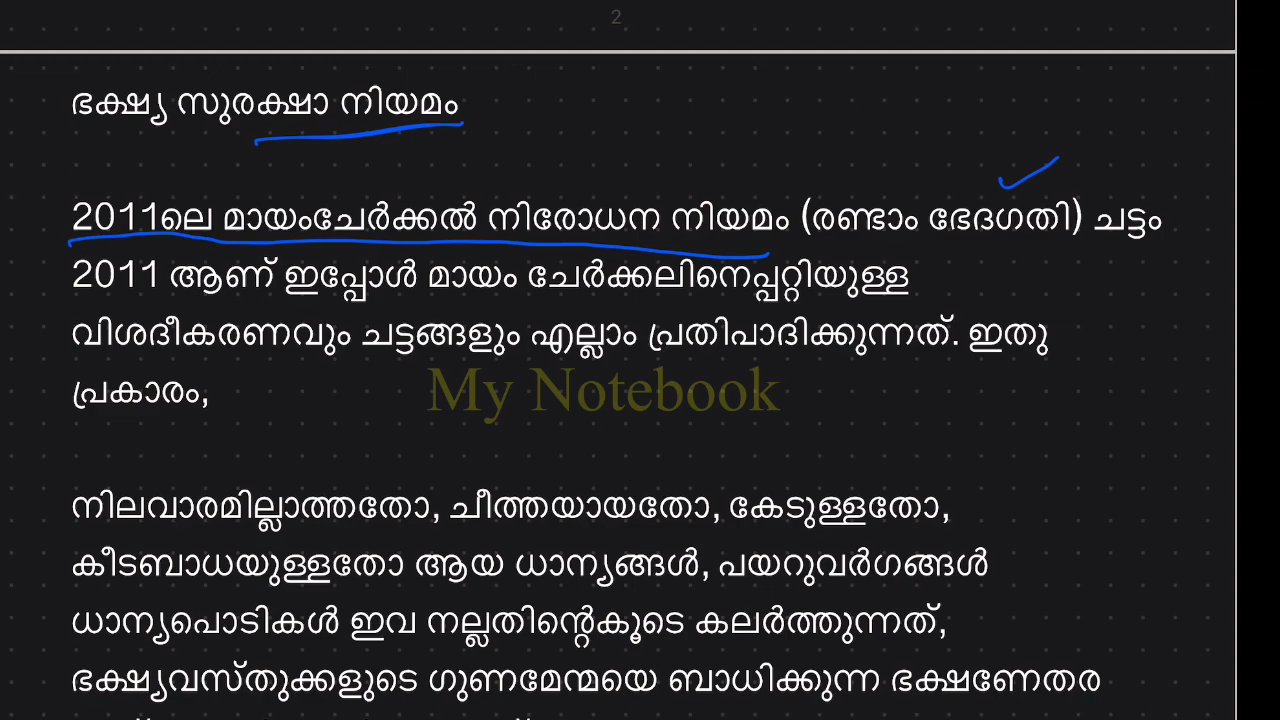 2
ഭക്ഷ്യ സുരക്ഷാ നിയമം
2011ലെ മായംചേർക്കൽ നിരോധന നിയമം (രണ്ടാം ഭേദഗതി) ചട്ടം
2011 ആണ് ഇപ്പോൾ മായം ചേർക്കലിനെപ്പറ്റിയുള്ള
വിശദീകരണവും ചട്ടങ്ങളും എല്ലാം പ്രതിപാദിക്കുന്നത്. ഇതു
പ്രകാരം,
My Notebook
നിലവാരമില്ലാത്തതോ, ചീത്തയായതോ, കേടുള്ളതോ,
കീടബാധയുള്ളതോ ആയ ധാന്യങ്ങൾ, പയറുവർഗങ്ങൾ
ധാന്യപൊടികൾ ഇവ നല്ലതിന്റെകൂടെ കലർത്തുന്നത്,
ഭക്ഷ്യവസ്തുക്കളുടെ ഗുണമേന്മയെ ബാധിക്കുന്ന ഭക്ഷണേതര